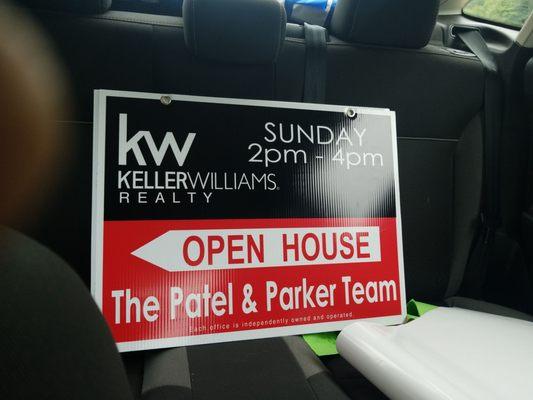 kw
KELLERWILLIAMS®
REALTY
SUNDAY
2pm - 4pm
OPEN HOUSE
The Patel & Parker Team
Each office is independently owned and operated.